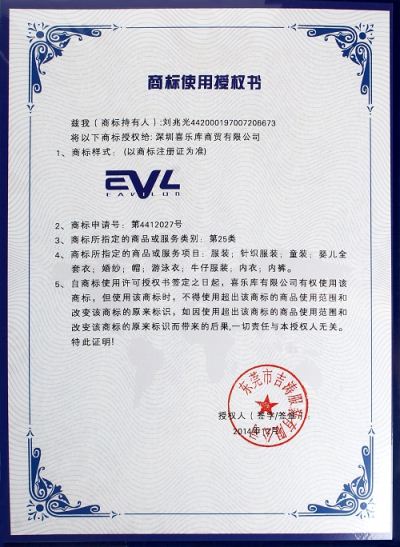 商标使用授权书
兹我（商标持有人）:刘兆光442000197007206673
将以下商标授权给: 深圳喜乐库商贸有限公司
1、商标样式：(以商标注册证为准)
EVL
EAVELON
2、商标申请号：第4412027号
3、商标所指定的商品或服务类别：第25类
4、商标所指定的商品或服务项目：服装；针织服装；童装；婴儿全
套衣；婚纱；帽；游泳衣；牛仔服装；内衣；内裤。
5、自商标使用许可授权书签定之日起，喜乐库有限公司有权使用该
商标，但使用该商标时，不得使用超出该商标的商品使用范围和
改变该商标的原来标识，如因使用超出该商标的商品使用范围和
改变该商标的原来标识而带来的后果,一切责任与本授权人无关。
特此证明！
东莞市吉涛服装有限公司
授权人（签字/签章）:
2014年12月